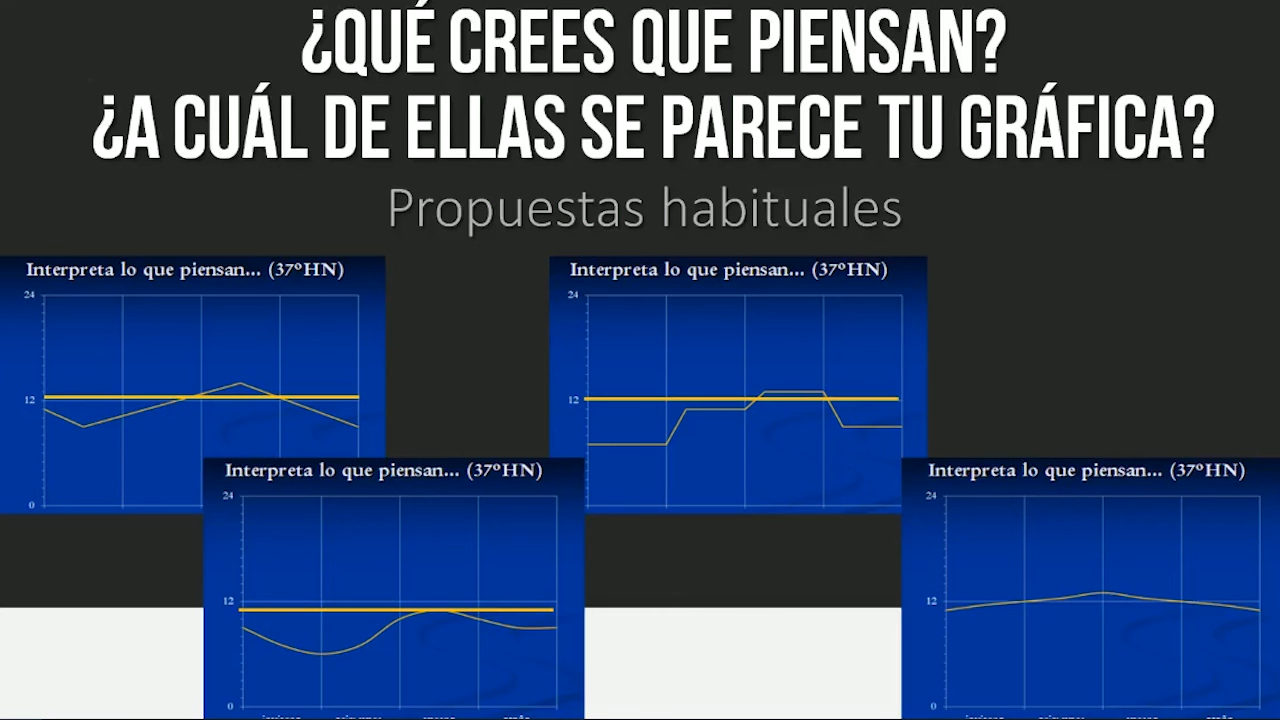 ¿QUÉ CREES QUE PIENSAN?
¿A CUÁL DE ELLAS SE PARECE TU GRÁFICA?
Propuestas habituales
Interpreta lo que piensan... (37ºHN)
24
12
0
Interpreta lo que piensan... (37ºHN)
24
12
Interpreta lo que piensan... (37ºHN)
24
12
0
Interpreta lo que piensan... (37ºHN)
24
12
0